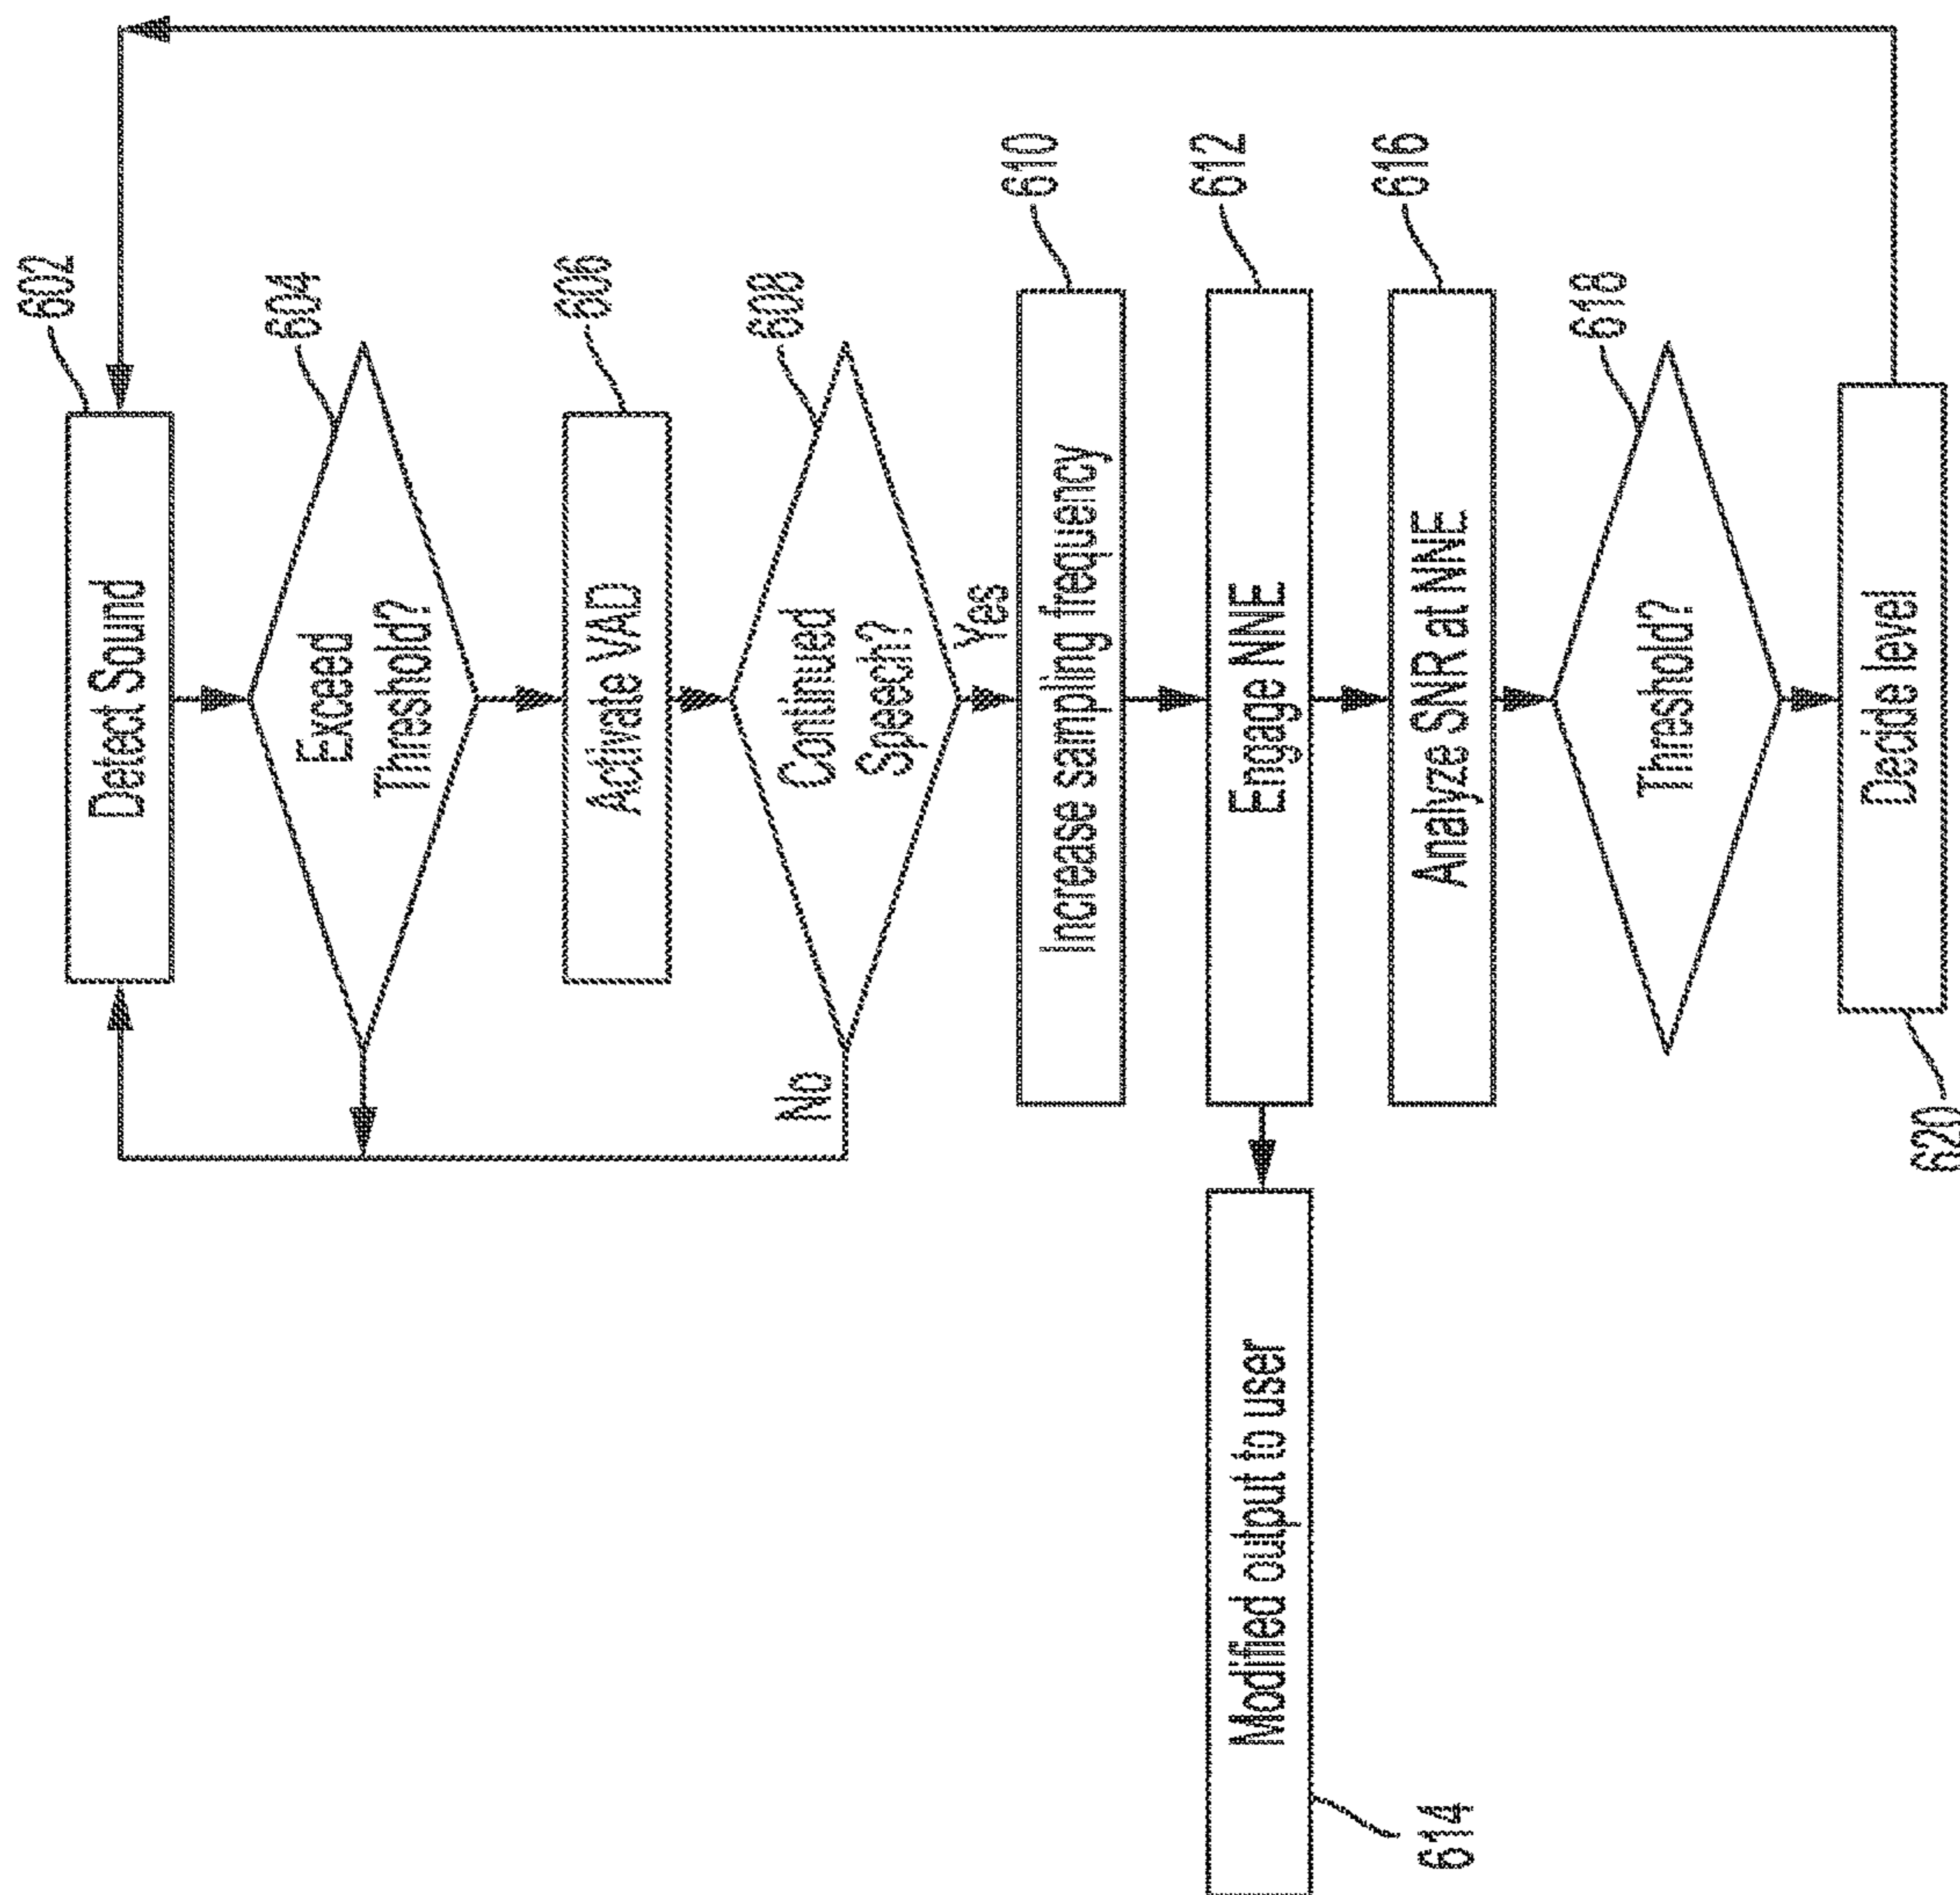 602
Detect Sound
604
Exceed
Threshold?
606
Activate VAD
608
Continued
Speech?
No
Yes
610
Increase sampling frequency
612
Engage NNE
614
Modified output to user
616
Analyze SNR at NNE
618
Threshold?
Decide level
620